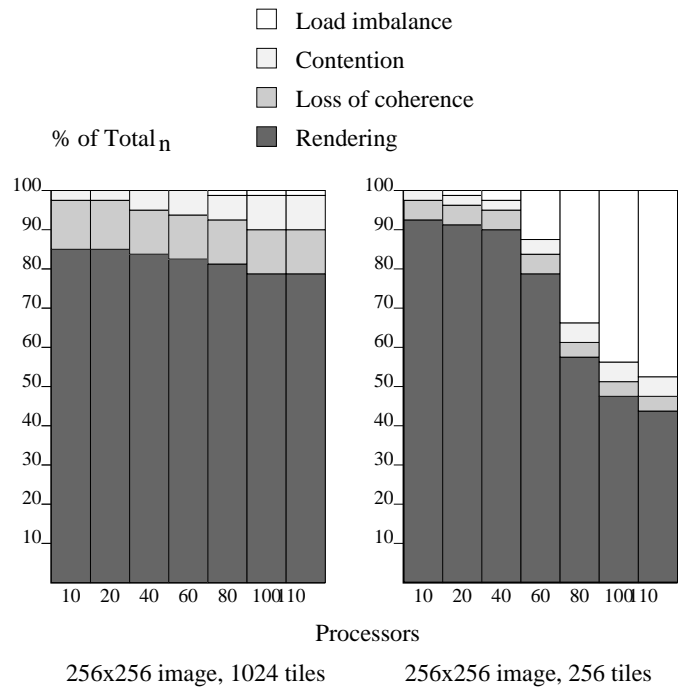 Load imbalance
Contention
Loss of coherence
% of Total n
Rendering
100
90
80
70
60
50
40
30
20
10
10 20 40 60 80 100 110
100
90
80
70
60
50
40
30
20
10
10 20 40 60 80 100 110
Processors
256x256 image, 1024 tiles
256x256 image, 256 tiles